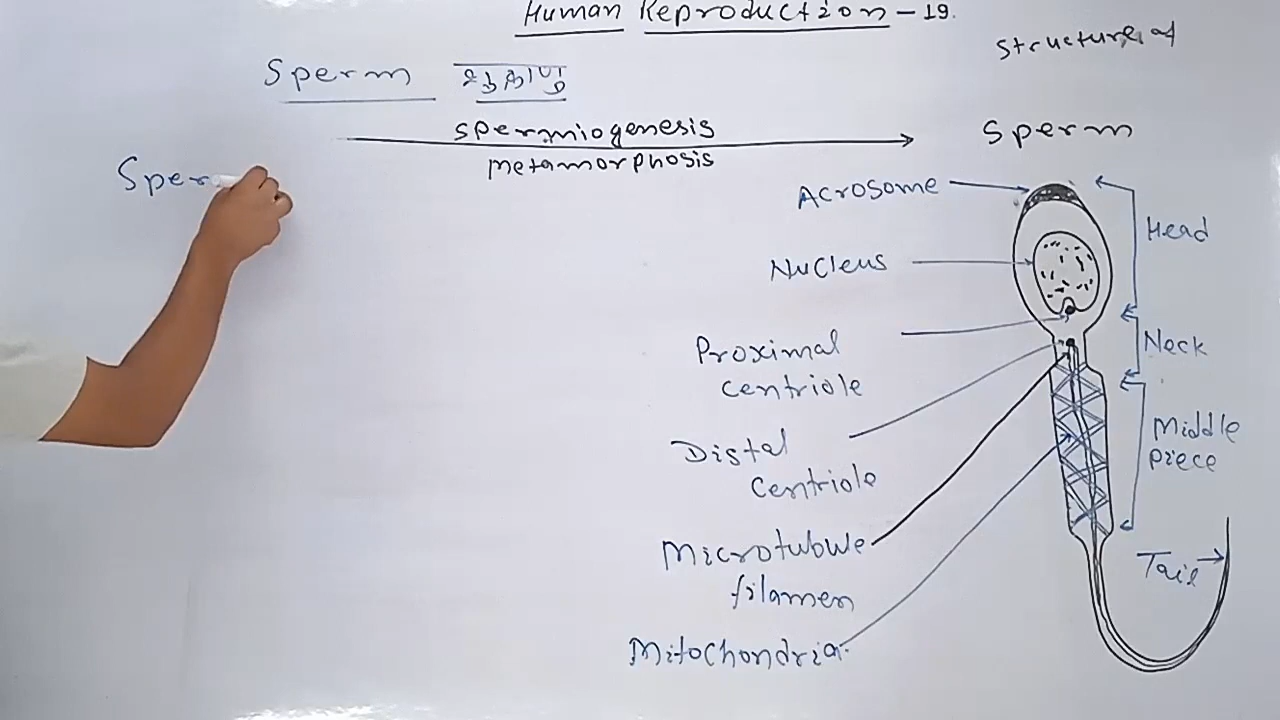 Human Reproduction - 19.
Structure of
Sperm
Sperm
spermiogenesis
metamorphosis
Sper
Acrosome
Head
Nucleus
Proximal
centriole
Neck
Distal
centriole
Middle
piece
Microtubule
filamen
Tail
Mitochondria